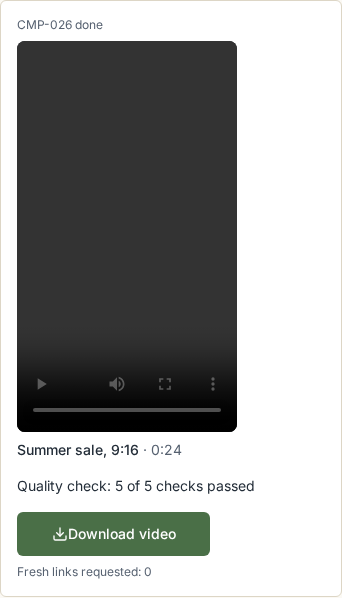 CMP-026 done
Summer sale, 9:16 · 0:24
Quality check: 5 of 5 checks passed
Download video
Fresh links requested: 0